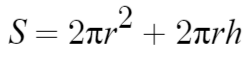 S = 2πr² + 2πrh